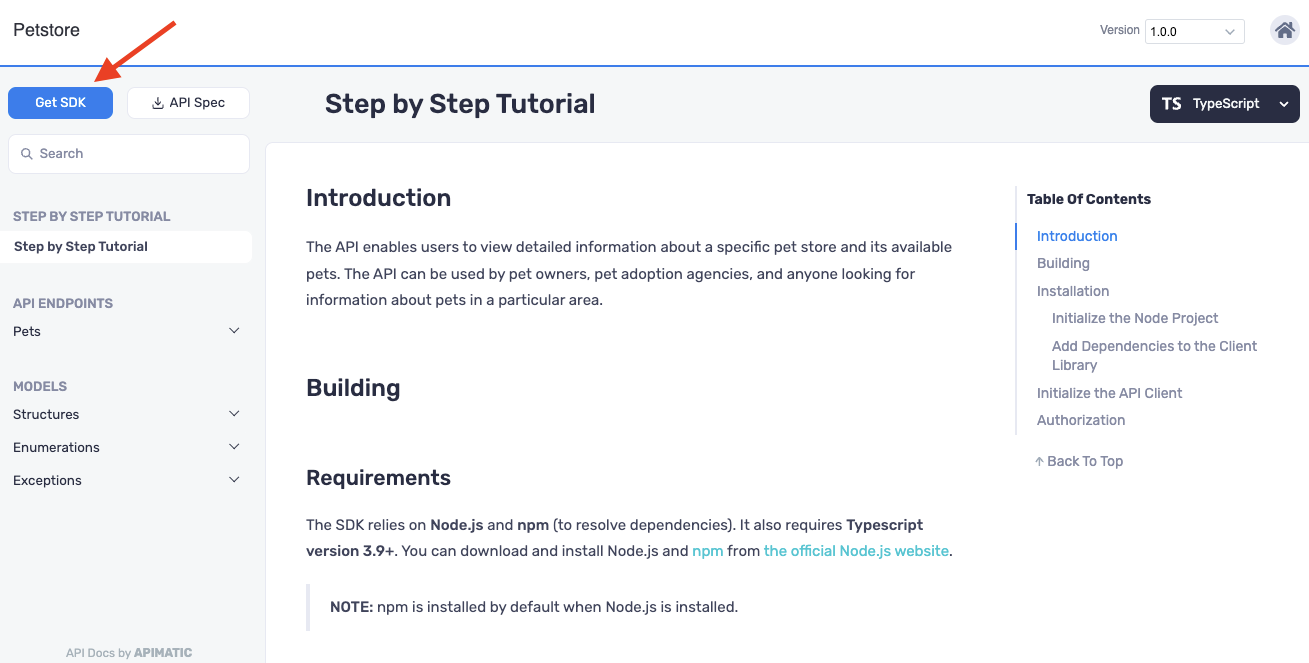 Petstore
Version 1.0.0
Get SDK
API Spec
Search
STEP BY STEP TUTORIAL
Step by Step Tutorial
API ENDPOINTS
Pets
MODELS
Structures
Enumerations
Exceptions
API Docs by APIMATIC
Step by Step Tutorial
TS TypeScript
Introduction
The API enables users to view detailed information about a specific pet store and its available
pets. The API can be used by pet owners, pet adoption agencies, and anyone looking for
information about pets in a particular area.
Building
Requirements
The SDK relies on Node.js and npm (to resolve dependencies). It also requires Typescript
version 3.9+. You can download and install Node.js and npm from the official Node.js website.
NOTE: npm is installed by default when Node.js is installed.
Table Of Contents
Introduction
Building
Installation
Initialize the Node Project
Add Dependencies to the Client
Library
Initialize the API Client
Authorization
↑ Back To Top